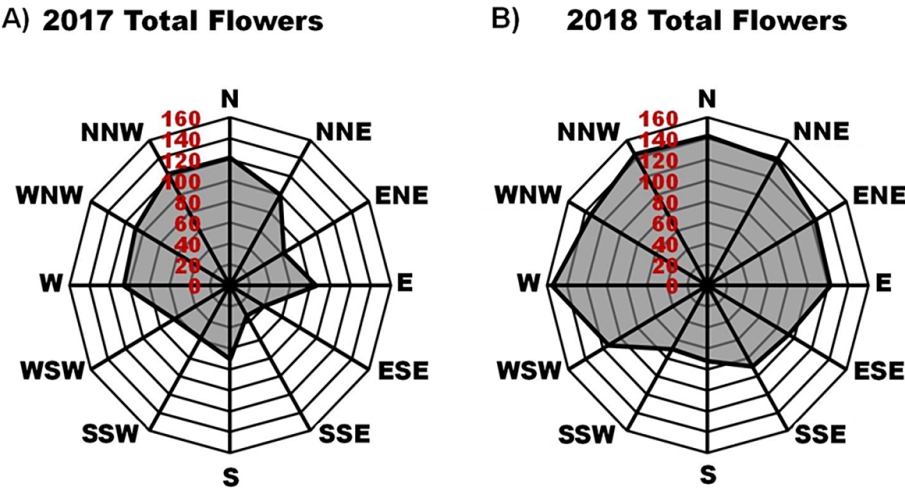 A) 2017 Total Flowers
N
NNW
NNE
WNW
ENE
W
E
WSW
ESE
SSW
SSE
S
160
140
120
100
80
60
40
20
0
B) 2018 Total Flowers
N
NNW
NNE
WNW
ENE
W
E
WSW
ESE
SSW
SSE
S
160
140
120
100
80
60
40
20
0